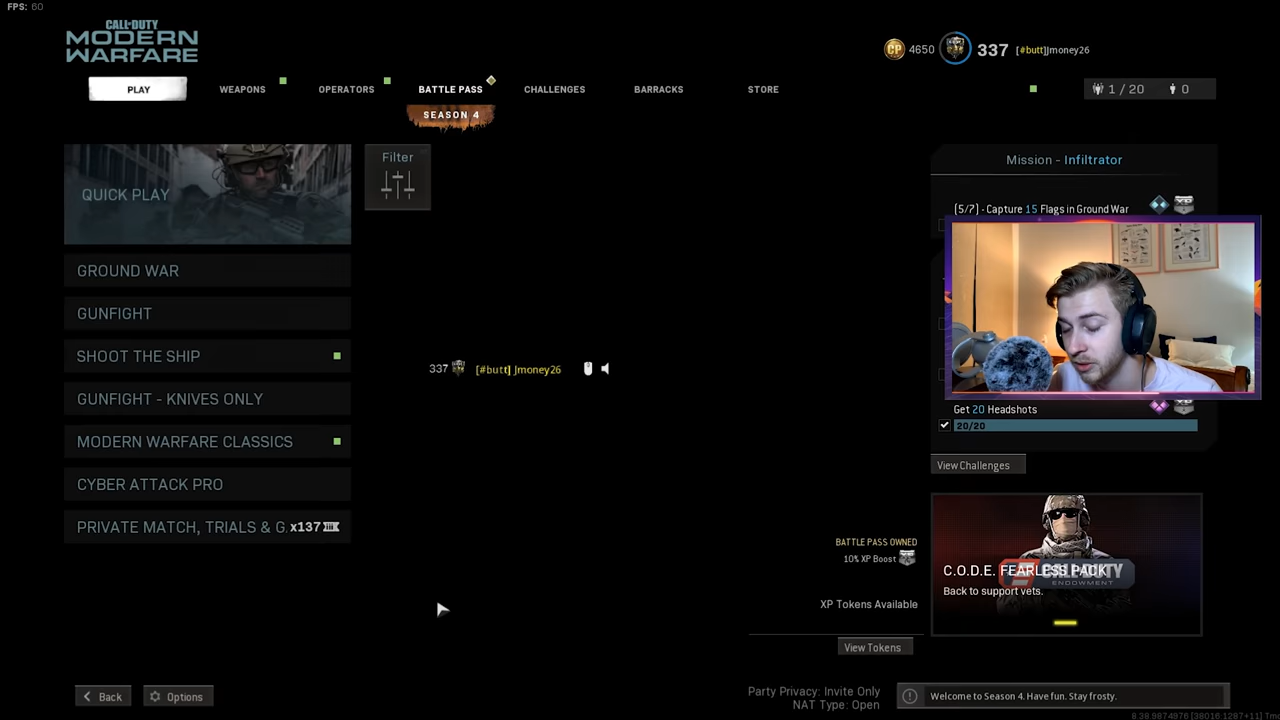 FPS: 60
CALL OF DUTY
MODERN
WARFARE
CP 4650 337 [#butt]Jmoney26
PLAY WEAPONS OPERATORS BATTLE PASS CHALLENGES BARRACKS STORE
1 / 20 0
SEASON 4
QUICK PLAY
Filter
GROUND WAR
GUNFIGHT
SHOOT THE SHIP
GUNFIGHT - KNIVES ONLY
MODERN WARFARE CLASSICS
CYBER ATTACK PRO
PRIVATE MATCH, TRIALS & G. x137
337 [#butt] Jmoney26
Mission - Infiltrator
(5/7) - Capture 15 Flags in Ground War
Get 20 Headshots
20/20
View Challenges
BATTLE PASS OWNED
10% XP Boost
XP Tokens Available
View Tokens
C.O.D.E. FEARLESS PACK
CALL OF DUTY
ENDOWMENT
Back to support vets.
Back
Options
Party Privacy: Invite Only
NAT Type: Open
Welcome to Season 4. Have fun. Stay frosty.